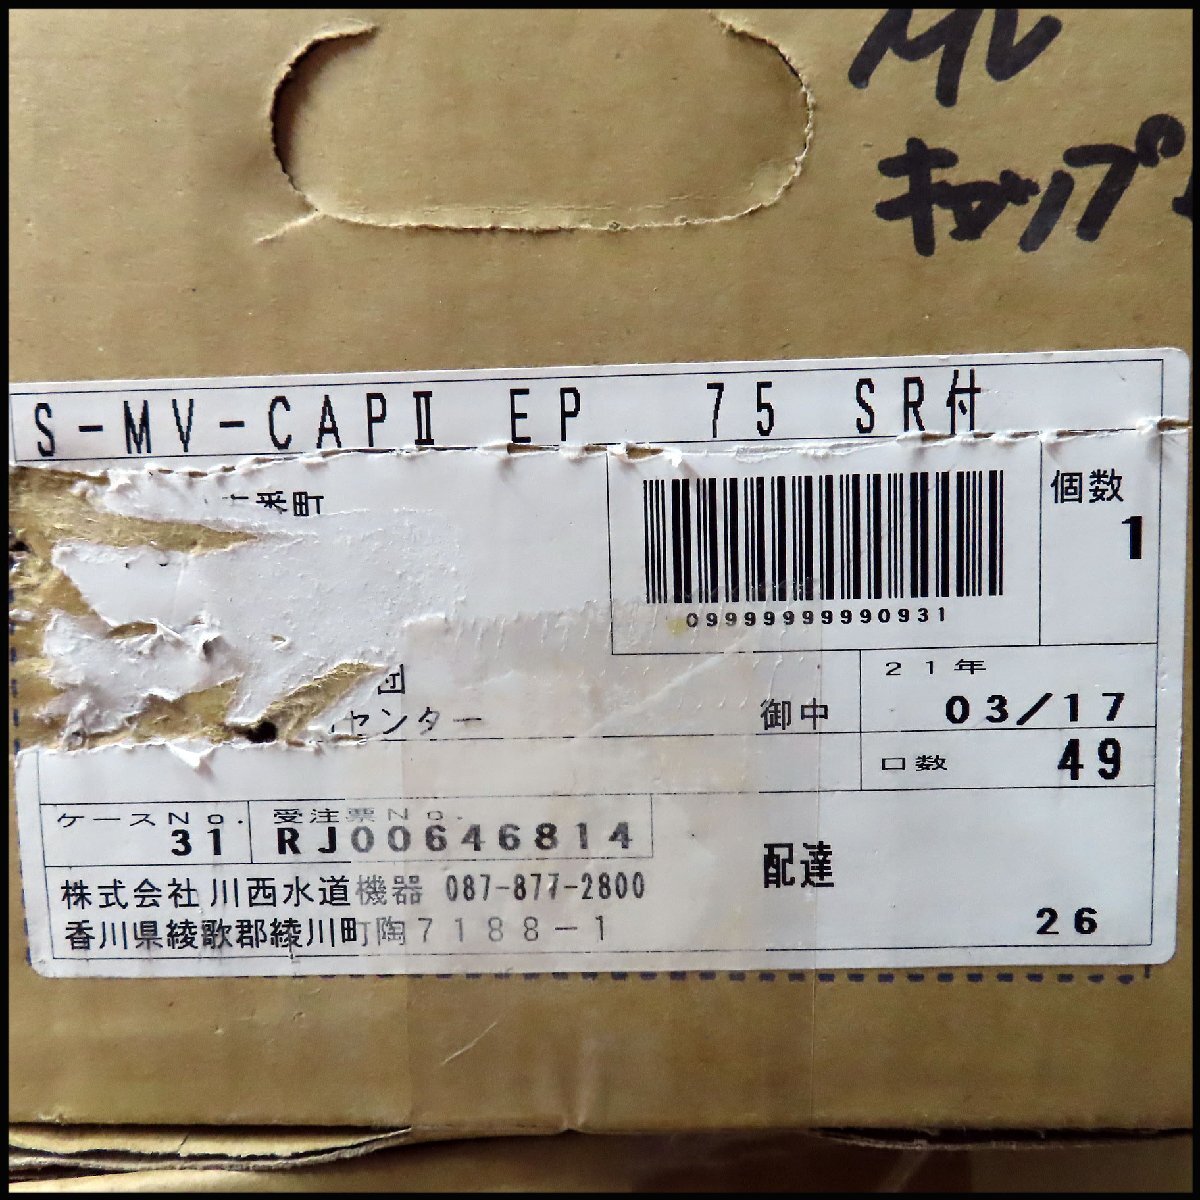 キャップ
S-MV-CAPⅡ EP 75 SR付
個数
1
09999999990931
センター 御中
21年
03/17
口数 49
ケースNo. 31
受注票No. RJ00646814
株式会社川西水道機器 087-877-2800
香川県綾歌郡綾川町陶7188-1
配達
26